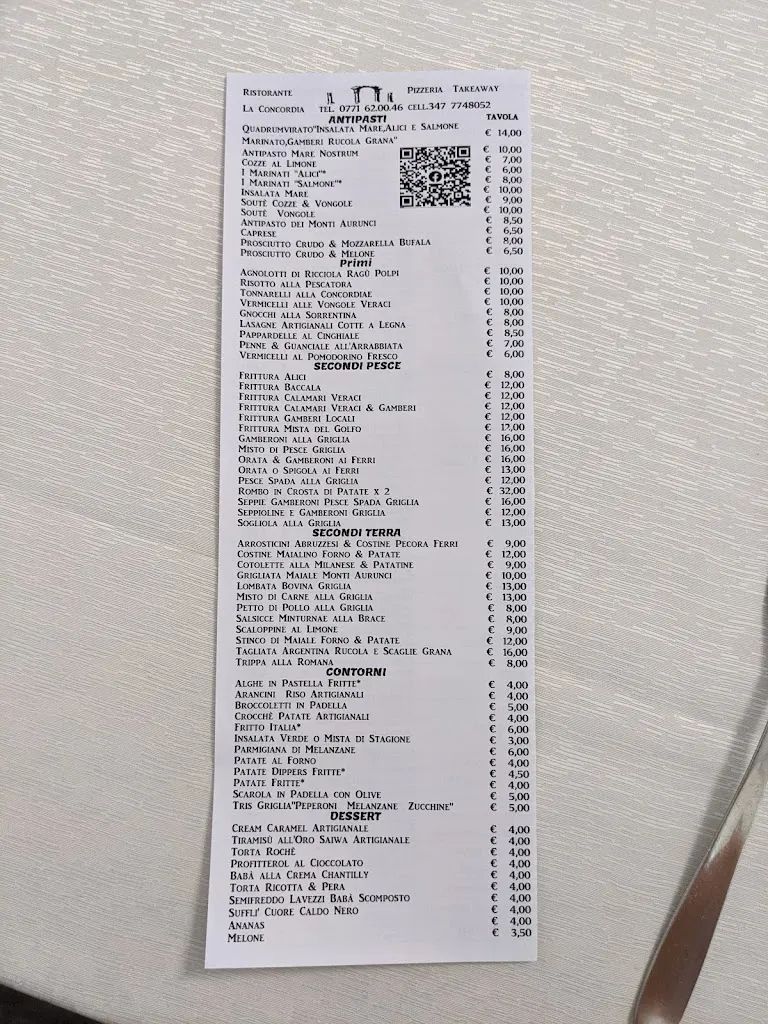 RISTORANTE PIZZERIA TAKEAWAY
LA CONCORDIA TEL. 0771 62.00.46 CELL.347 7748052
ANTIPASTI TAVOLA
QUADRUMVIRATO"INSALATA MARE,ALICI E SALMONE € 14,00
MARINATO,GAMBERI RUCOLA GRANA"
ANTIPASTO MARE NOSTRUM € 10,00
COZZE AL LIMONE € 7,00
I MARINATI "ALICI"* € 6,00
I MARINATI "SALMONE"* € 8,00
INSALATA MARE € 10,00
SOUTÈ COZZE & VONGOLE € 9,00
SOUTÈ VONGOLE € 10,00
ANTIPASTO DEI MONTI AURUNCI € 8,50
CAPRESE € 6,50
PROSCIUTTO CRUDO & MOZZARELLA BUFALA € 8,00
PROSCIUTTO CRUDO & MELONE € 6,50
Primi
AGNOLOTTI DI RICCIOLA RAGÙ POLPI € 10,00
RISOTTO ALLA PESCATORA € 10,00
TONNARELLI ALLA CONCORDIAE € 10,00
VERMICELLI ALLE VONGOLE VERACI € 10,00
GNOCCHI ALLA SORRENTINA € 8,00
LASAGNE ARTIGIANALI COTTE A LEGNA € 8,00
PAPPARDELLE AL CINGHIALE € 8,50
PENNE & GUANCIALE ALL'ARRABBIATA € 7,00
VERMICELLI AL POMODORINO FRESCO € 6,00
SECONDI PESCE
FRITTURA ALICI € 8,00
FRITTURA BACCALA € 12,00
FRITTURA CALAMARI VERACI € 12,00
FRITTURA CALAMARI VERACI & GAMBERI € 12,00
FRITTURA GAMBERI LOCALI € 12,00
FRITTURA MISTA DEL GOLFO € 12,00
GAMBERONI ALLA GRIGLIA € 16,00
MISTO DI PESCE GRIGLIA € 16,00
ORATA & GAMBERONI AI FERRI € 16,00
ORATA O SPIGOLA AI FERRI € 13,00
PESCE SPADA ALLA GRIGLIA € 12,00
ROMBO IN CROSTA DI PATATE X 2 € 32,00
SEPPIE GAMBERONI PESCE SPADA GRIGLIA € 16,00
SEPPIOLINE E GAMBERONI GRIGLIA € 12,00
SOGLIOLA ALLA GRIGLIA € 13,00
SECONDI TERRA
ARROSTICINI ABRUZZESI & COSTINE PECORA FERRI € 9,00
COSTINE MAIALINO FORNO & PATATE € 12,00
COTOLETTE ALLA MILANESE & PATATINE € 9,00
GRIGLIATA MAIALE MONTI AURUNCI € 10,00
LOMBATA BOVINA GRIGLIA € 13,00
MISTO DI CARNE ALLA GRIGLIA € 13,00
PETTO DI POLLO ALLA GRIGLIA € 8,00
SALSICCE MINTURNAE ALLA BRACE € 8,00
SCALOPPINE AL LIMONE € 9,00
STINCO DI MAIALE FORNO & PATATE € 12,00
TAGLIATA ARGENTINA RUCOLA E SCAGLIE GRANA € 16,00
TRIPPA ALLA ROMANA € 8,00
CONTORNI
ALGHE IN PASTELLA FRITTE* € 4,00
ARANCINI RISO ARTIGIANALI € 4,00
BROCCOLETTI IN PADELLA € 5,00
CROCCHÈ PATATE ARTIGIANALI € 4,00
FRITTO ITALIA* € 6,00
INSALATA VERDE O MISTA DI STAGIONE € 3,00
PARMIGIANA DI MELANZANE € 6,00
PATATE AL FORNO € 4,00
PATATE DIPPERS FRITTE* € 4,50
PATATE FRITTE* € 4,00
SCAROLA IN PADELLA CON OLIVE € 5,00
TRIS GRIGLIA"PEPERONI MELANZANE ZUCCHINE" € 5,00
DESSERT
CREAM CARAMEL ARTIGIANALE € 4,00
TIRAMISÙ ALL'ORO SAIWA ARTIGIANALE € 4,00
TORTA ROCHÈ € 4,00
PROFITTEROL AL CIOCCOLATO € 4,00
BABÀ ALLA CREMA CHANTILLY € 4,00
TORTA RICOTTA & PERA € 4,00
SEMIFREDDO LAVEZZI BABÀ SCOMPOSTO € 4,00
SUFFLI' CUORE CALDO NERO € 4,00
ANANAS € 4,00
MELONE € 3,50